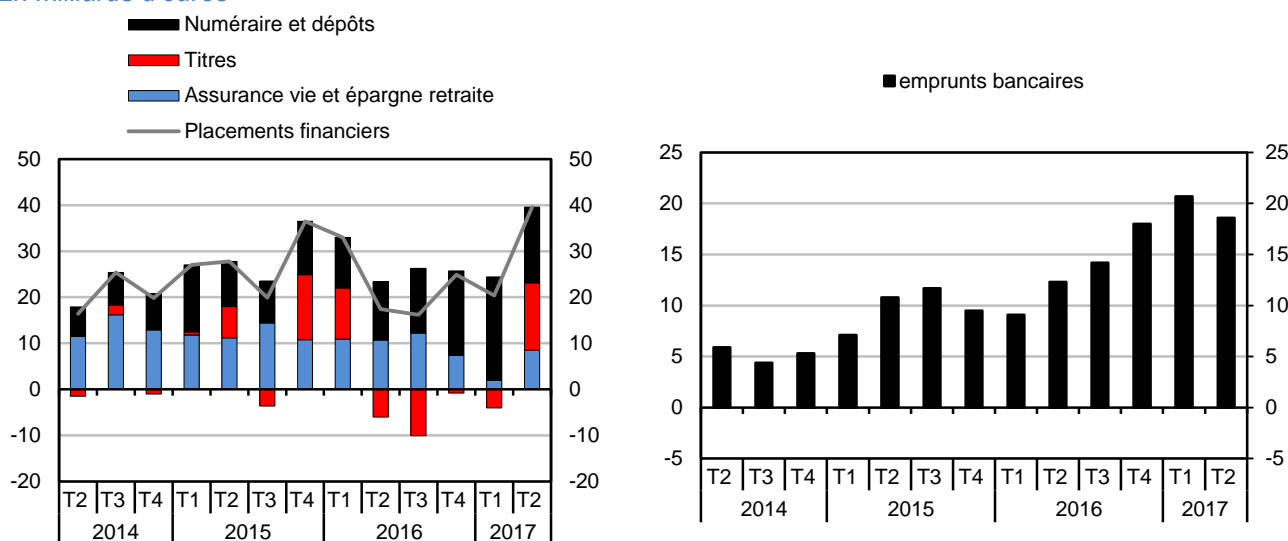 En milliards d'euros
Numéraire et dépôts
Titres
Assurance vie et épargne retraite
Placements financiers
50 50
40 40
30 30
20 20
10 10
0 0
-10 -10
-20 -20
T2 T3 T4 T1 T2 T3 T4 T1 T2 T3 T4 T1 T2
2014 2015 2016 2017
emprunts bancaires
25 25
20 20
15 15
10 10
5 5
0 0
-5 -5
T2 T3 T4 T1 T2 T3 T4 T1 T2 T3 T4 T1 T2
2014 2015 2016 2017